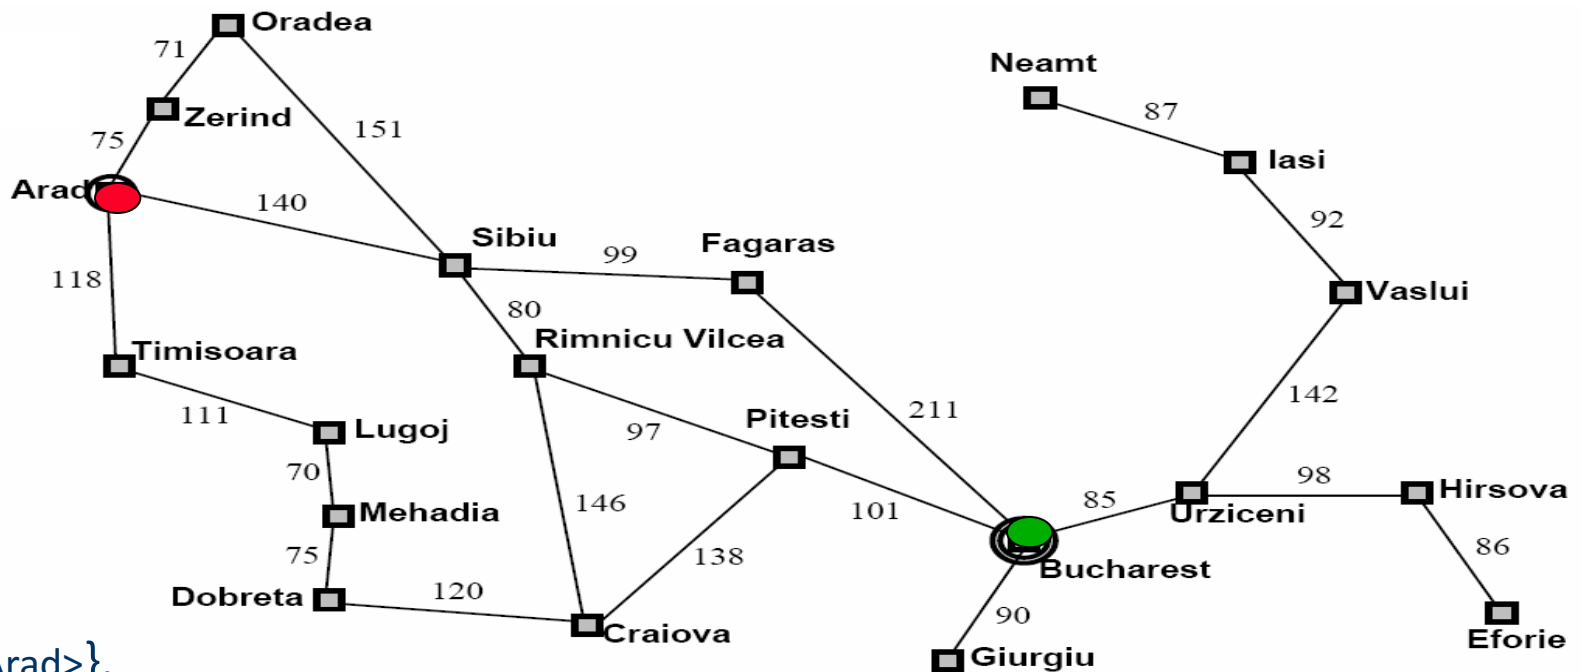 Oradea
71
Neamt
87
Zerind
151
75
Iasi
Arad
140
92
Sibiu
Fagaras
99
118
Vaslui
80
Rimnicu Vilcea
Timisoara
142
111
211
Pitesti
Lugoj
97
70
98
Hirsova
146
85
101
Urziceni
Mehadia
86
75
138
Bucharest
120
Dobreta
90
Craiova
Eforie
Giurgiu
Arad>}.